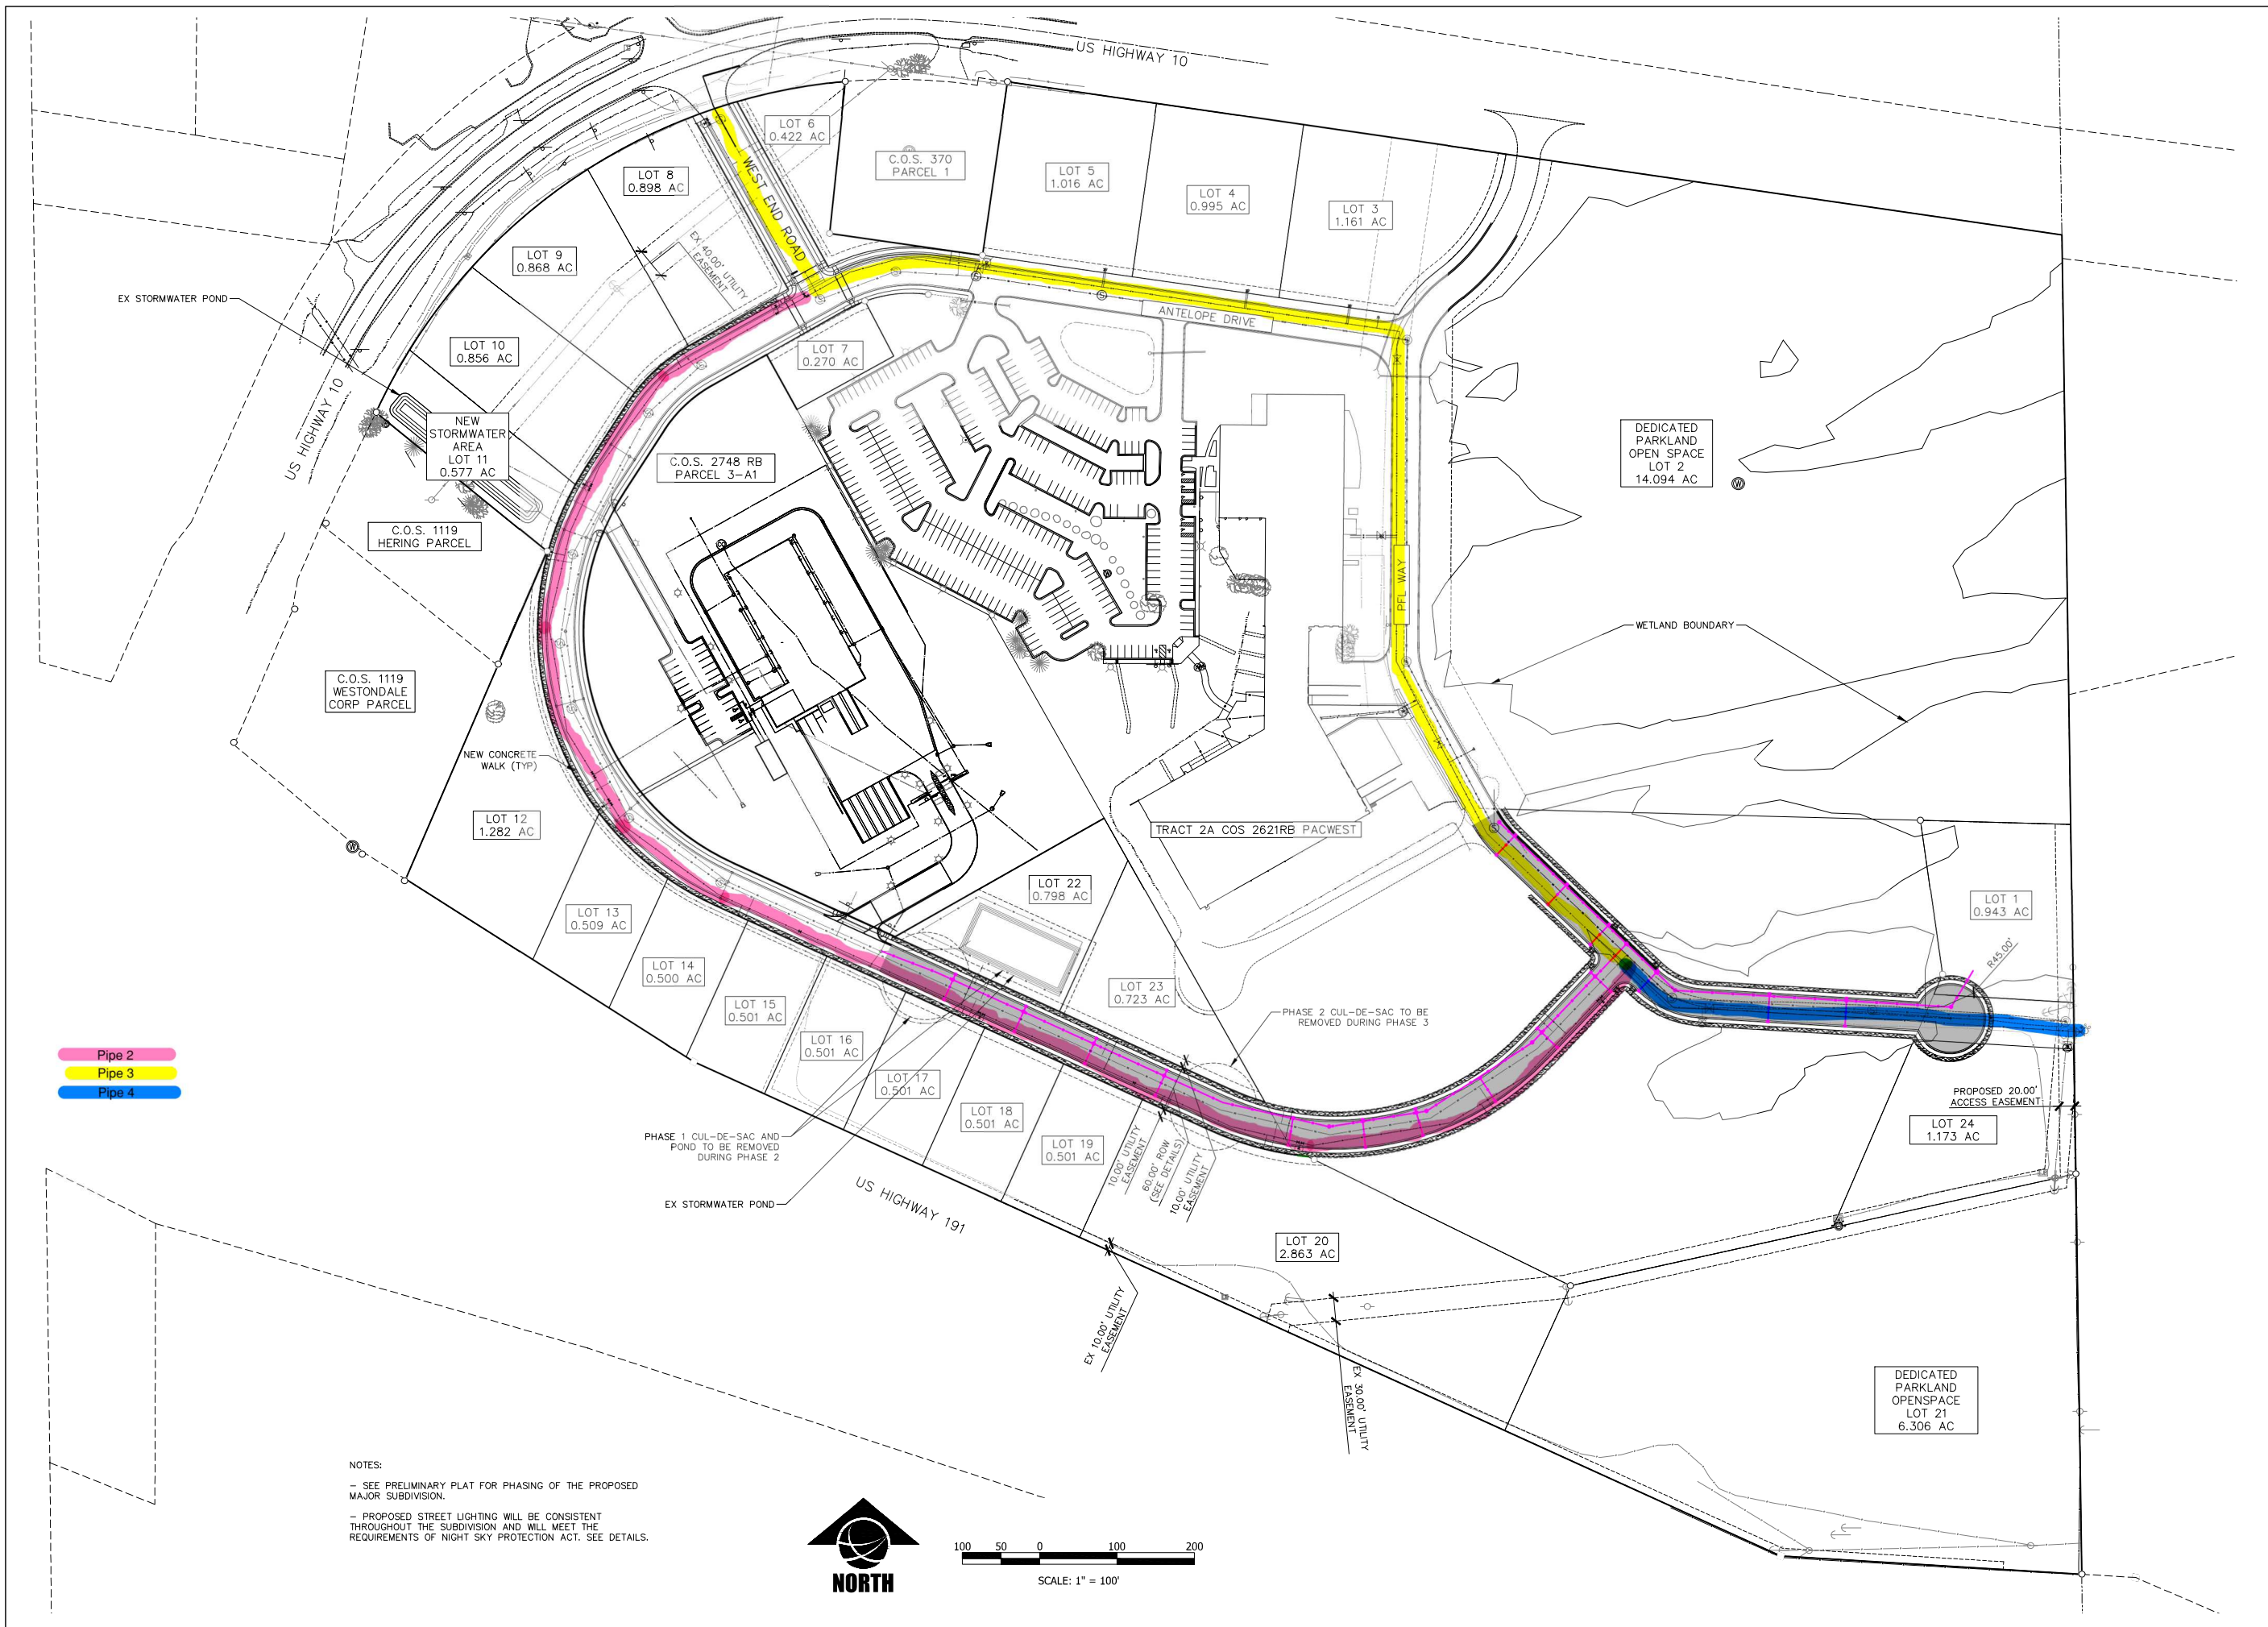 US HIGHWAY 10
LOT 6
0.422 AC
C.O.S. 370
PARCEL 1
LOT 5
1.016 AC
LOT 4
0.995 AC
LOT 3
1.161 AC
LOT 8
0.898 AC
WEST END ROAD
LOT 9
0.868 AC
EX 40.00' UTILITY
EASEMENT
EX STORMWATER POND
ANTELOPE DRIVE
LOT 10
0.856 AC
LOT 7
0.270 AC
US HIGHWAY 10
NEW
STORMWATER
AREA
LOT 11
0.577 AC
C.O.S. 2748 RB
PARCEL 3-A1
DEDICATED
PARKLAND
OPEN SPACE
LOT 2
14.094 AC
W
C.O.S. 1119
HERING PARCEL
PFL WAY
WETLAND BOUNDARY
C.O.S. 1119
WESTONDALE
CORP PARCEL
NEW CONCRETE
WALK (TYP)
LOT 12
1.282 AC
W
TRACT 2A COS 2621RB PACWEST
LOT 22
0.798 AC
LOT 1
0.943 AC
LOT 13
0.509 AC
R45.00'
LOT 14
0.500 AC
LOT 15
0.501 AC
LOT 23
0.723 AC
LOT 16
0.501 AC
PHASE 2 CUL-DE-SAC TO BE
REMOVED DURING PHASE 3
Pipe 2
Pipe 3
Pipe 4
LOT 17
0.501 AC
LOT 18
0.501 AC
PROPOSED 20.00'
ACCESS EASEMENT
LOT 24
1.173 AC
PHASE 1 CUL-DE-SAC AND
POND TO BE REMOVED
DURING PHASE 2
LOT 19
0.501 AC
10.00' UTILITY
EASEMENT
60.00' ROW
(SEE DETAILS)
10.00' UTILITY
EASEMENT
EX STORMWATER POND
US HIGHWAY 191
LOT 20
2.863 AC
EX 10.00' UTILITY
EASEMENT
EX 30.00' UTILITY
EASEMENT
DEDICATED
PARKLAND
OPENSPACE
LOT 21
6.306 AC
NOTES:
- SEE PRELIMINARY PLAT FOR PHASING OF THE PROPOSED
MAJOR SUBDIVISION.
- PROPOSED STREET LIGHTING WILL BE CONSISTENT
THROUGHOUT THE SUBDIVISION AND WILL MEET THE
REQUIREMENTS OF NIGHT SKY PROTECTION ACT. SEE DETAILS.
NORTH
100 50 0 100 200
SCALE: 1" = 100'